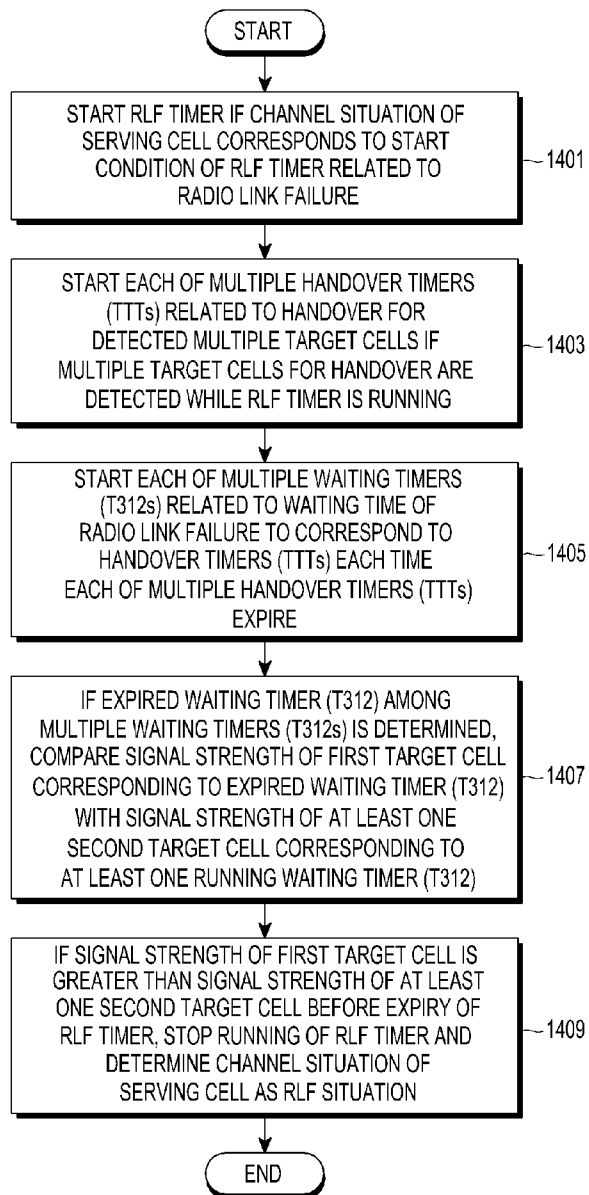 START
START RLF TIMER IF CHANNEL SITUATION OF
SERVING CELL CORRESPONDS TO START
CONDITION OF RLF TIMER RELATED TO
RADIO LINK FAILURE
1401
START EACH OF MULTIPLE HANDOVER TIMERS
(TTTs) RELATED TO HANDOVER FOR
DETECTED MULTIPLE TARGET CELLS IF
MULTIPLE TARGET CELLS FOR HANDOVER ARE
DETECTED WHILE RLF TIMER IS RUNNING
1403
START EACH OF MULTIPLE WAITING TIMERS
(T312s) RELATED TO WAITING TIME OF
RADIO LINK FAILURE TO CORRESPOND TO
HANDOVER TIMERS (TTTs) EACH TIME
EACH OF MULTIPLE HANDOVER TIMERS (TTTs)
EXPIRE
1405
IF EXPIRED WAITING TIMER (T312) AMONG
MULTIPLE WAITING TIMERS (T312s) IS DETERMINED,
COMPARE SIGNAL STRENGTH OF FIRST TARGET CELL
CORRESPONDING TO EXPIRED WAITING TIMER (T312)
WITH SIGNAL STRENGTH OF AT LEAST ONE
SECOND TARGET CELL CORRESPONDING TO
AT LEAST ONE RUNNING WAITING TIMER (T312)
1407
IF SIGNAL STRENGTH OF FIRST TARGET CELL IS
GREATER THAN SIGNAL STRENGTH OF AT LEAST
ONE SECOND TARGET CELL BEFORE EXPIRY OF
RLF TIMER, STOP RUNNING OF RLF TIMER AND
DETERMINE CHANNEL SITUATION OF
SERVING CELL AS RLF SITUATION
1409
END